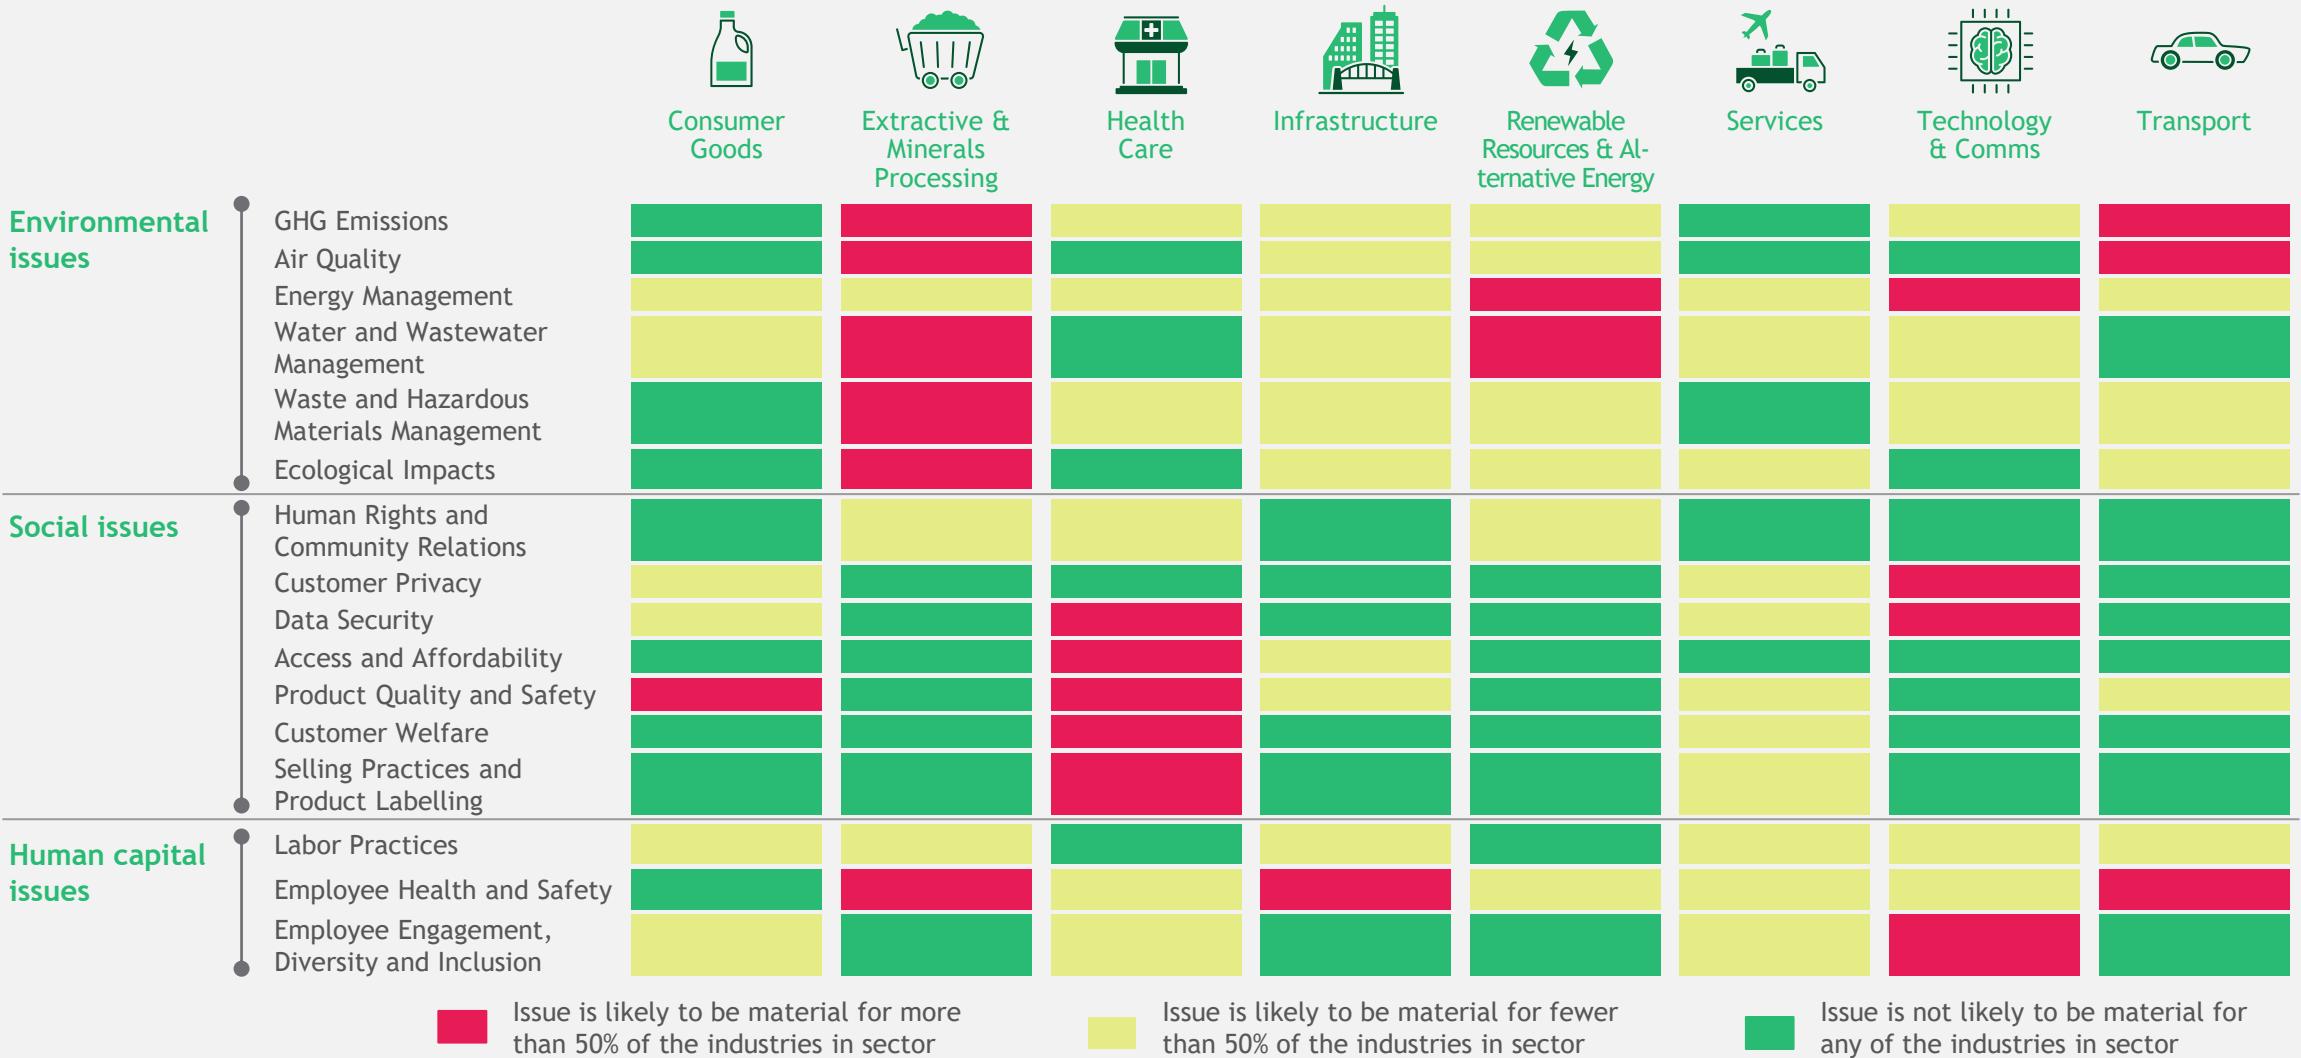 Consumer
Goods
Extractive &
Minerals
Processing
Health
Care
Infrastructure
Renewable
Resources & Al-
ternative Energy
Services
Technology
& Comms
Transport
Environmental
issues
GHG Emissions
Air Quality
Energy Management
Water and Wastewater
Management
Waste and Hazardous
Materials Management
Ecological Impacts
Social issues
Human Rights and
Community Relations
Customer Privacy
Data Security
Access and Affordability
Product Quality and Safety
Customer Welfare
Selling Practices and
Product Labelling
Human capital
issues
Labor Practices
Employee Health and Safety
Employee Engagement,
Diversity and Inclusion
Issue is likely to be material for more
than 50% of the industries in sector
Issue is likely to be material for fewer
than 50% of the industries in sector
Issue is not likely to be material for
any of the industries in sector